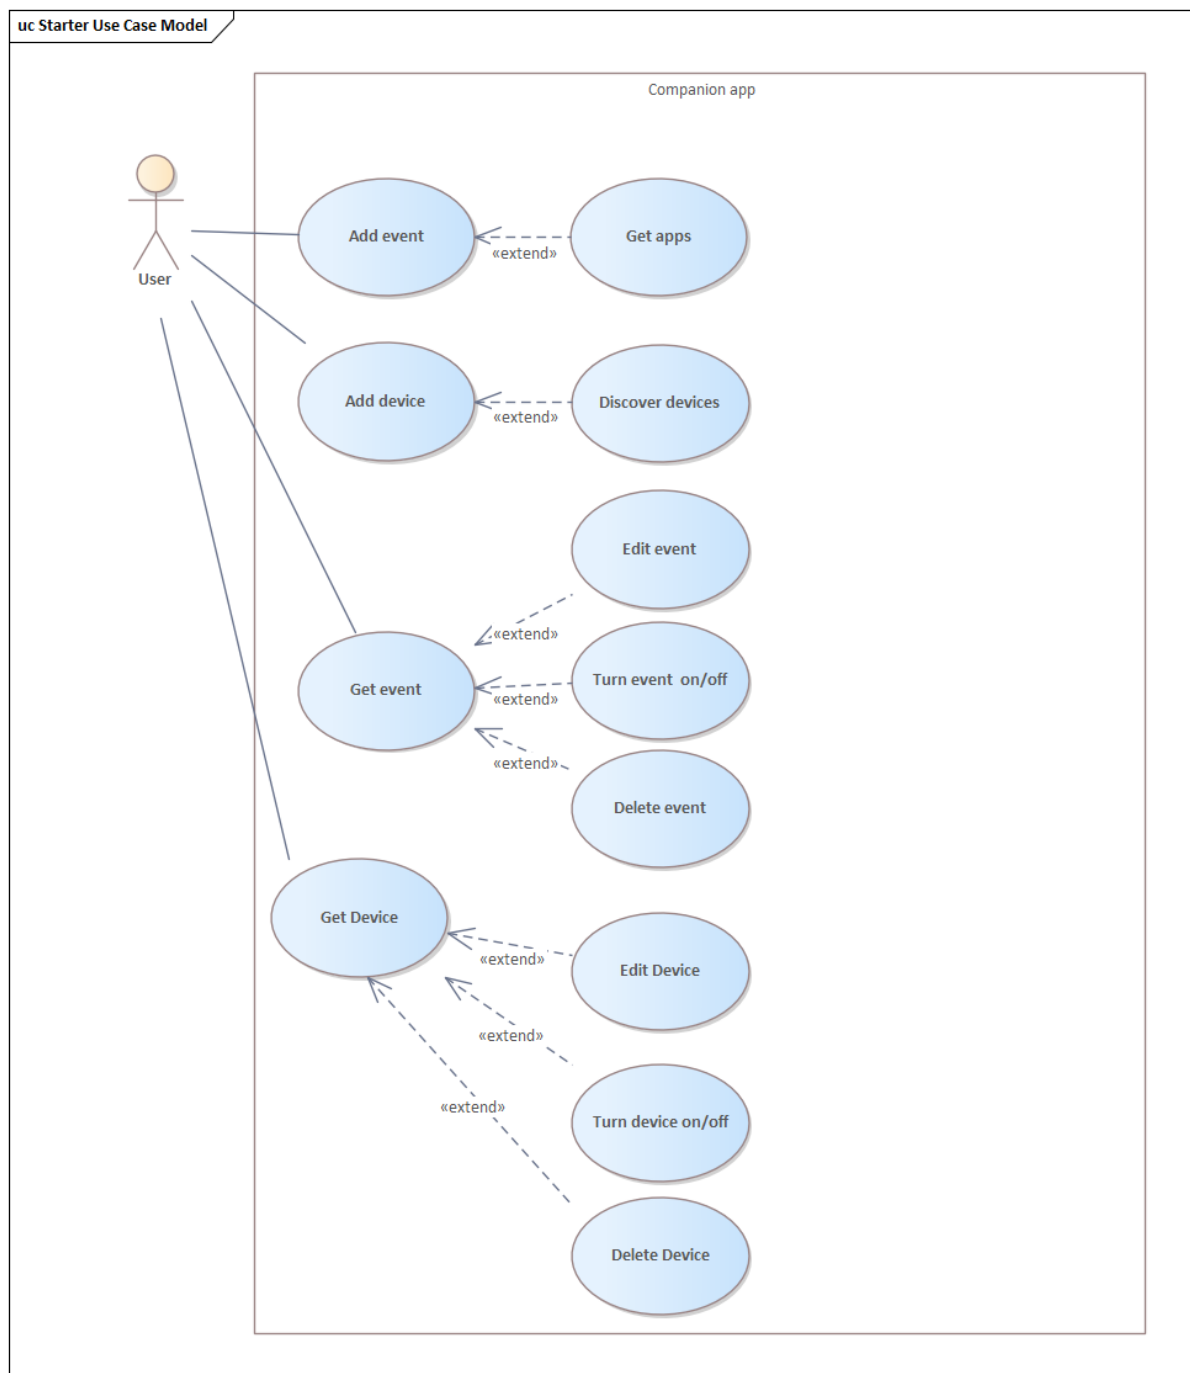 uc Starter Use Case Model
Companion app
User
Add event
«extend»
Get apps
Add device
«extend»
Discover devices
Edit event
«extend»
Get event
Turn event  on/off
«extend»
«extend»
Delete event
Get Device
«extend»
Edit Device
«extend»
Turn device on/off
«extend»
Delete Device